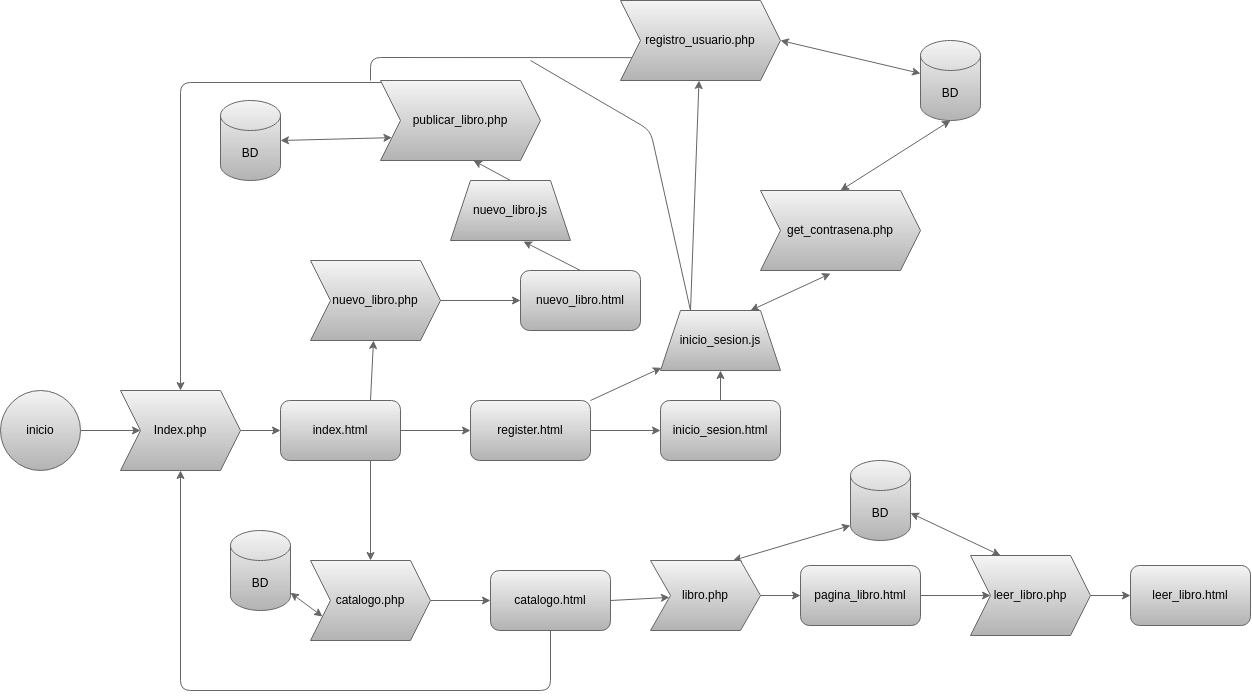 registro_usuario.php
BD
publicar_libro.php
BD
nuevo_libro.js
get_contrasena.php
nuevo_libro.php
nuevo_libro.html
inicio_sesion.js
inicio
Index.php
index.html
register.html
inicio_sesion.html
BD
BD
catalogo.php
catalogo.html
libro.php
pagina_libro.html
leer_libro.php
leer_libro.html